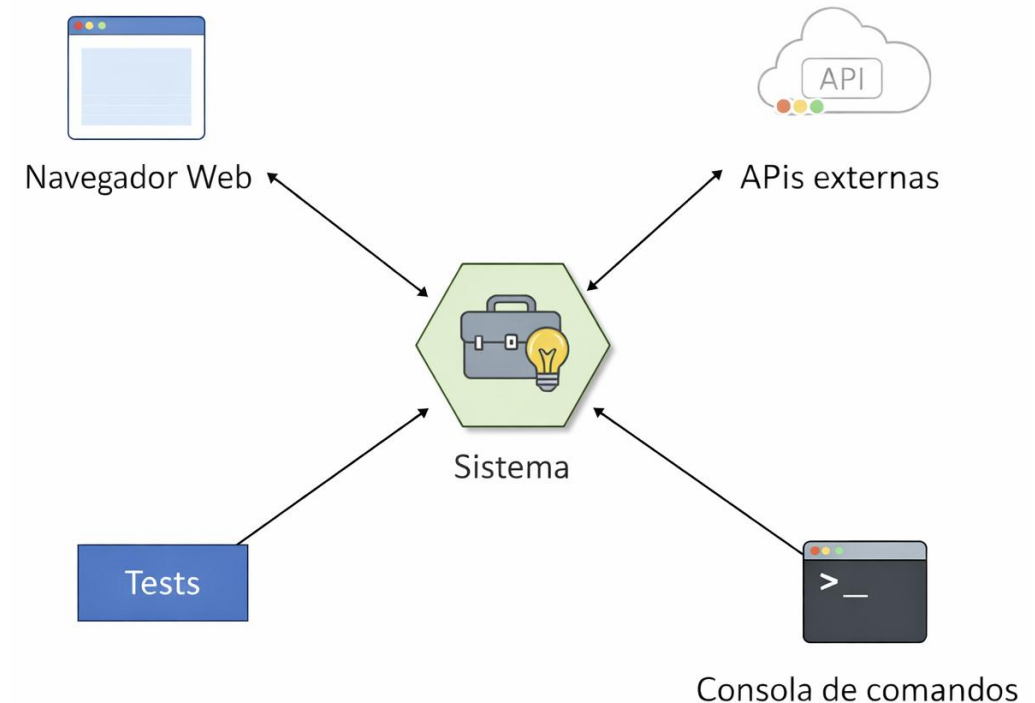 API
Navegador Web
APis externas
Sistema
Tests
>_
Consola de comandos